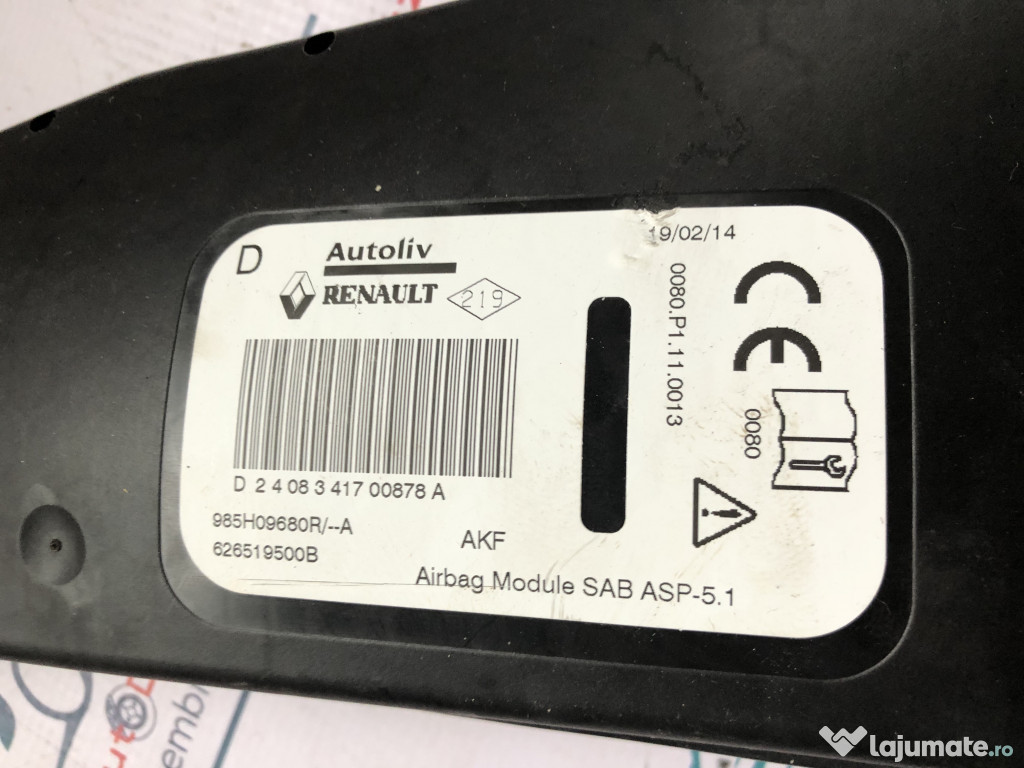 D
Autoliv
RENAULT
219
19/02/14
0080.P1.11.0013
CE
0080
D 2 4 08 3 417 00878 A
985H09680R/--A
626519500B
AKF
Airbag Module SAB ASP-5.1
lajumate.ro